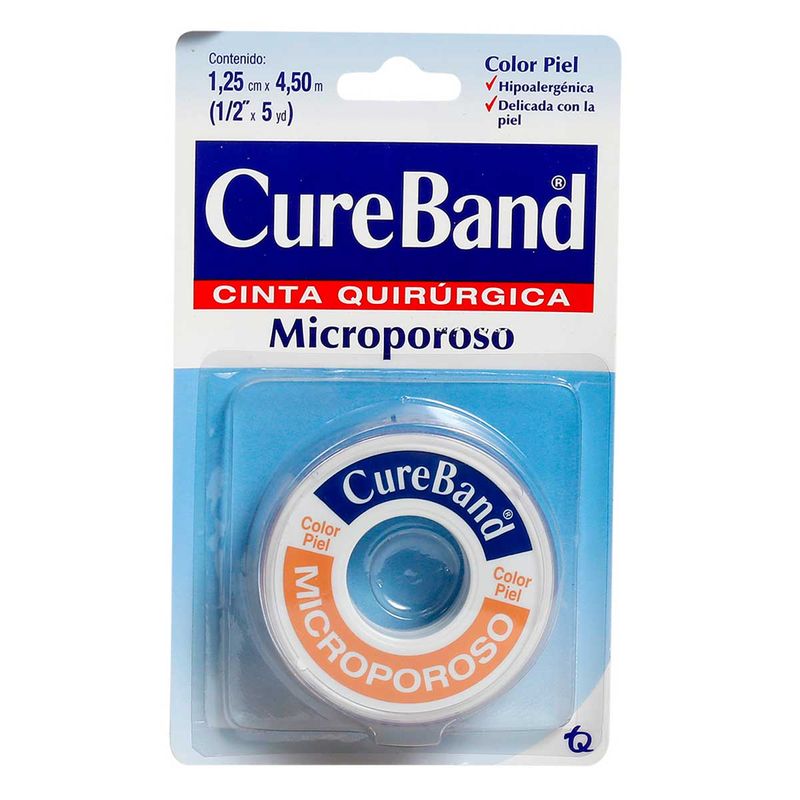 Contenido:
1,25 cm x 4,50 m
(1/2" x 5 yd)
Color Piel
✓Hipoalergénica
✓Delicada con la
piel
CureBand®
CINTA QUIRÚRGICA
Microporoso
CureBand®
Color
Piel
Color
Piel
MICROPOROSO
TQ